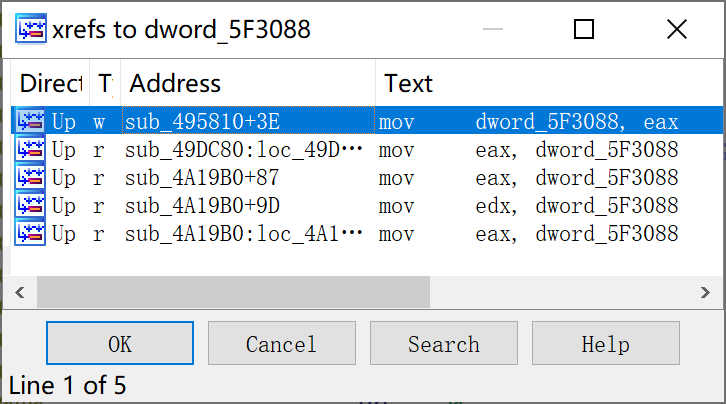 xrefs to dword_5F3088
Direct T Address Text
Up w sub_495810+3E mov dword_5F3088, eax
Up r sub_49DC80:loc_49D… mov eax, dword_5F3088
Up r sub_4A19B0+87 mov eax, dword_5F3088
Up r sub_4A19B0+9D mov edx, dword_5F3088
Up r sub_4A19B0:loc_4A1… mov eax, dword_5F3088
OK Cancel Search Help
Line 1 of 5